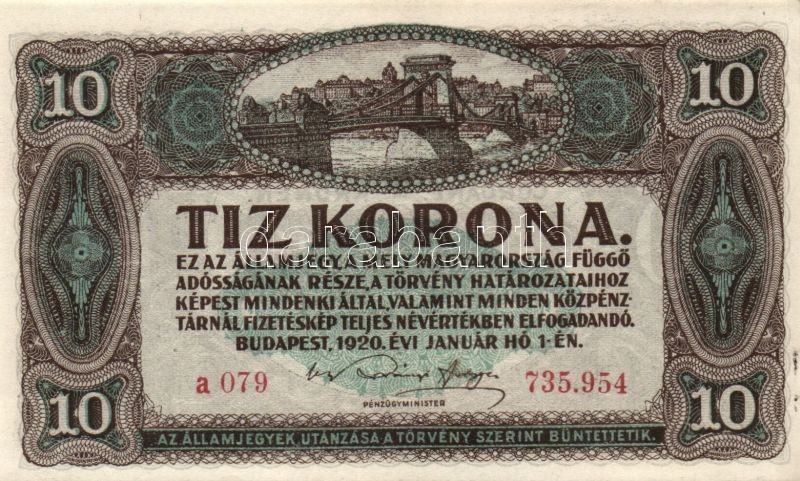 10
10
TIZ KORONA.
EZ AZ ÁLLAMJEGY, A MELY MAGYARORSZÁG FÜGGŐ
ADÓSSÁGÁNAK RÉSZE, A TÖRVÉNY HATÁROZATAIHOZ
KÉPEST MINDENKI ÁLTAL, VALAMINT MINDEN KÖZPÉNZ-
TÁRNÁL FIZETÉSKÉP TELJES NÉVÉRTÉKBEN ELFOGADANDÓ.
BUDAPEST, 1920. ÉVI JANUÁR HÓ 1-ÉN.
a 079
735.954
PÉNZÜGYMINISTER
10
10
AZ ÁLLAMJEGYEK UTÁNZÁSA A TÖRVÉNY SZERINT BÜNTETTETIK.
darabanth